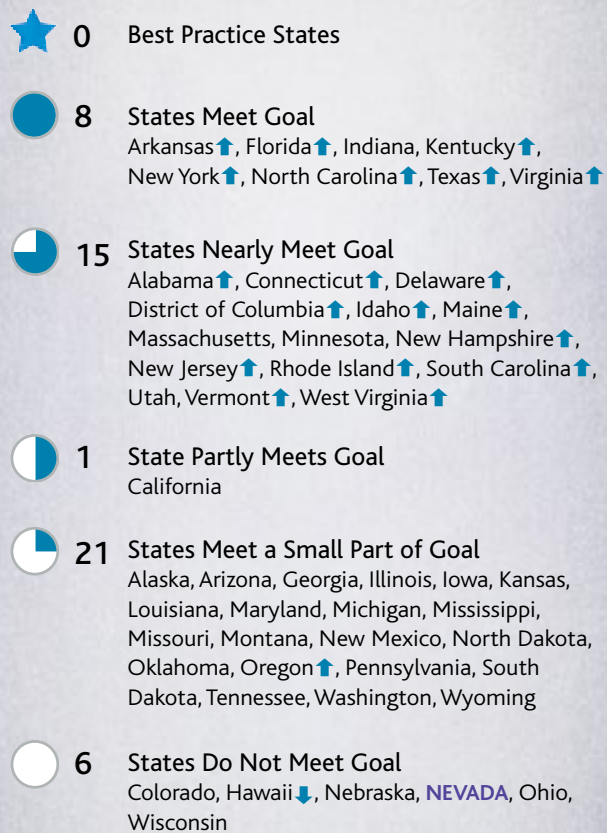 0 Best Practice States
8 States Meet Goal
Arkansas⬆, Florida⬆, Indiana, Kentucky⬆,
New York⬆, North Carolina⬆, Texas⬆, Virginia⬆
15 States Nearly Meet Goal
Alabama⬆, Connecticut⬆, Delaware⬆,
District of Columbia⬆, Idaho⬆, Maine⬆,
Massachusetts, Minnesota, New Hampshire⬆,
New Jersey⬆, Rhode Island⬆, South Carolina⬆,
Utah, Vermont⬆, West Virginia⬆
1 State Partly Meets Goal
California
21 States Meet a Small Part of Goal
Alaska, Arizona, Georgia, Illinois, Iowa, Kansas,
Louisiana, Maryland, Michigan, Mississippi,
Missouri, Montana, New Mexico, North Dakota,
Oklahoma, Oregon⬆, Pennsylvania, South
Dakota, Tennessee, Washington, Wyoming
6 States Do Not Meet Goal
Colorado, Hawaii⬇, Nebraska, NEVADA, Ohio,
Wisconsin